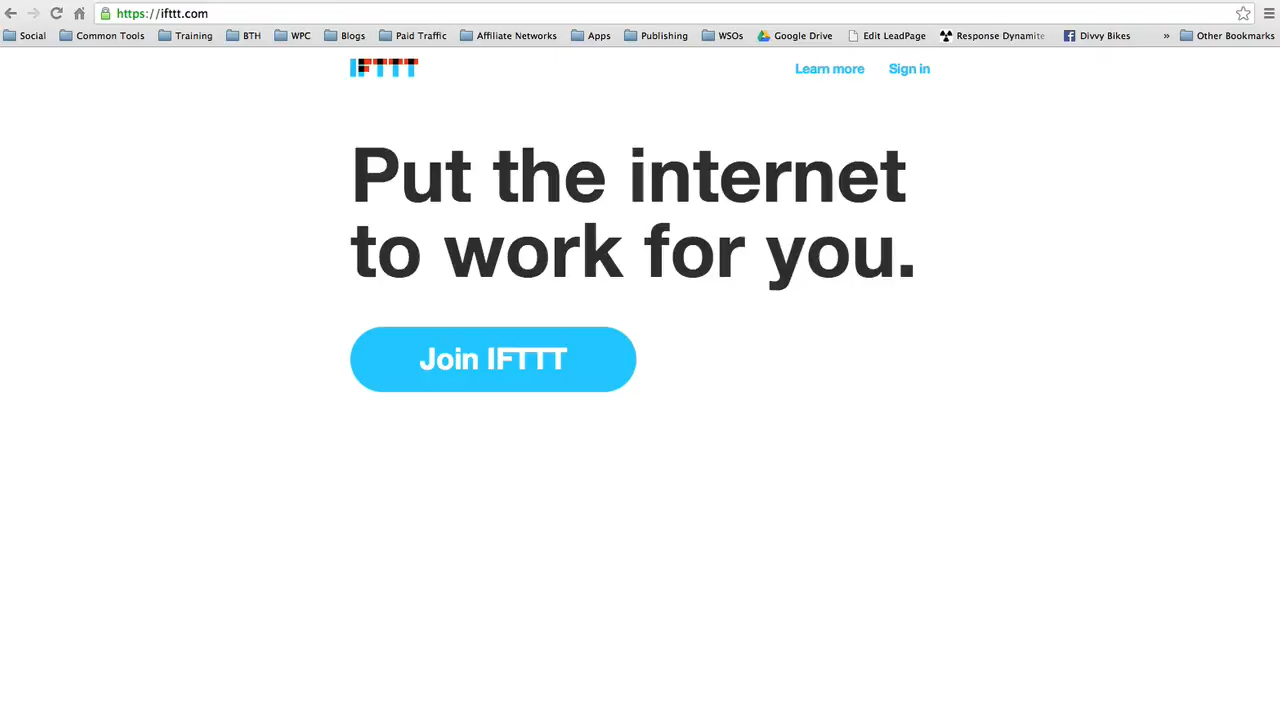 https://ifttt.com
Social Common Tools Training BTH WPC Blogs Paid Traffic Affiliate Networks Apps Publishing WSOs Google Drive Edit LeadPage Response Dynamite Divvy Bikes » Other Bookmarks
IFTTT Learn more Sign in
Put the internet
to work for you.
Join IFTTT